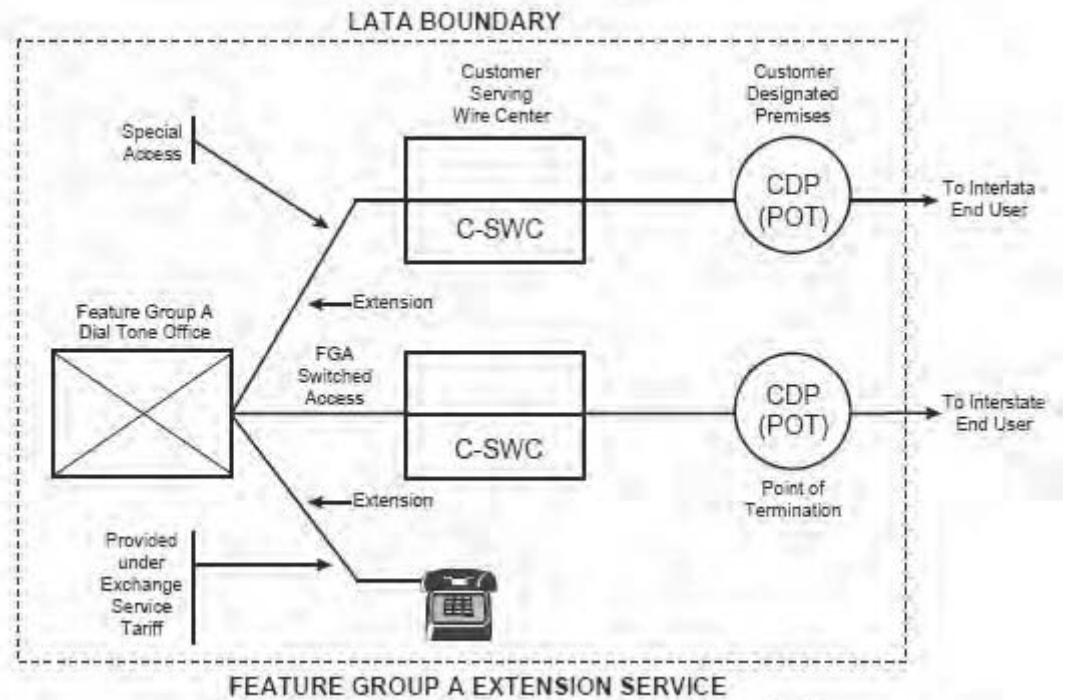 LATA BOUNDARY
Customer
Serving
Wire Center
Customer
Designated
Premises
Special
Access
CDP
(POT)
To Interlata
End User
C-SWC
Extension
Feature Group A
Dial Tone Office
FGA
Switched
Access
CDP
(POT)
To Interstate
End User
C-SWC
Extension
Point of
Termination
Provided
under
Exchange
Service
Tariff
FEATURE GROUP A EXTENSION SERVICE